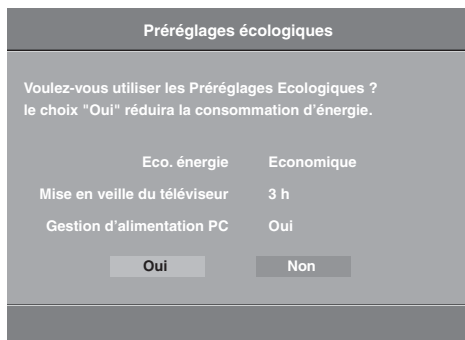 Préréglages écologiques
Voulez-vous utiliser les Préréglages Ecologiques ?
le choix "Oui" réduira la consommation d'énergie.
Eco. énergie Economique
Mise en veille du téléviseur 3 h
Gestion d'alimentation PC Oui
Oui Non